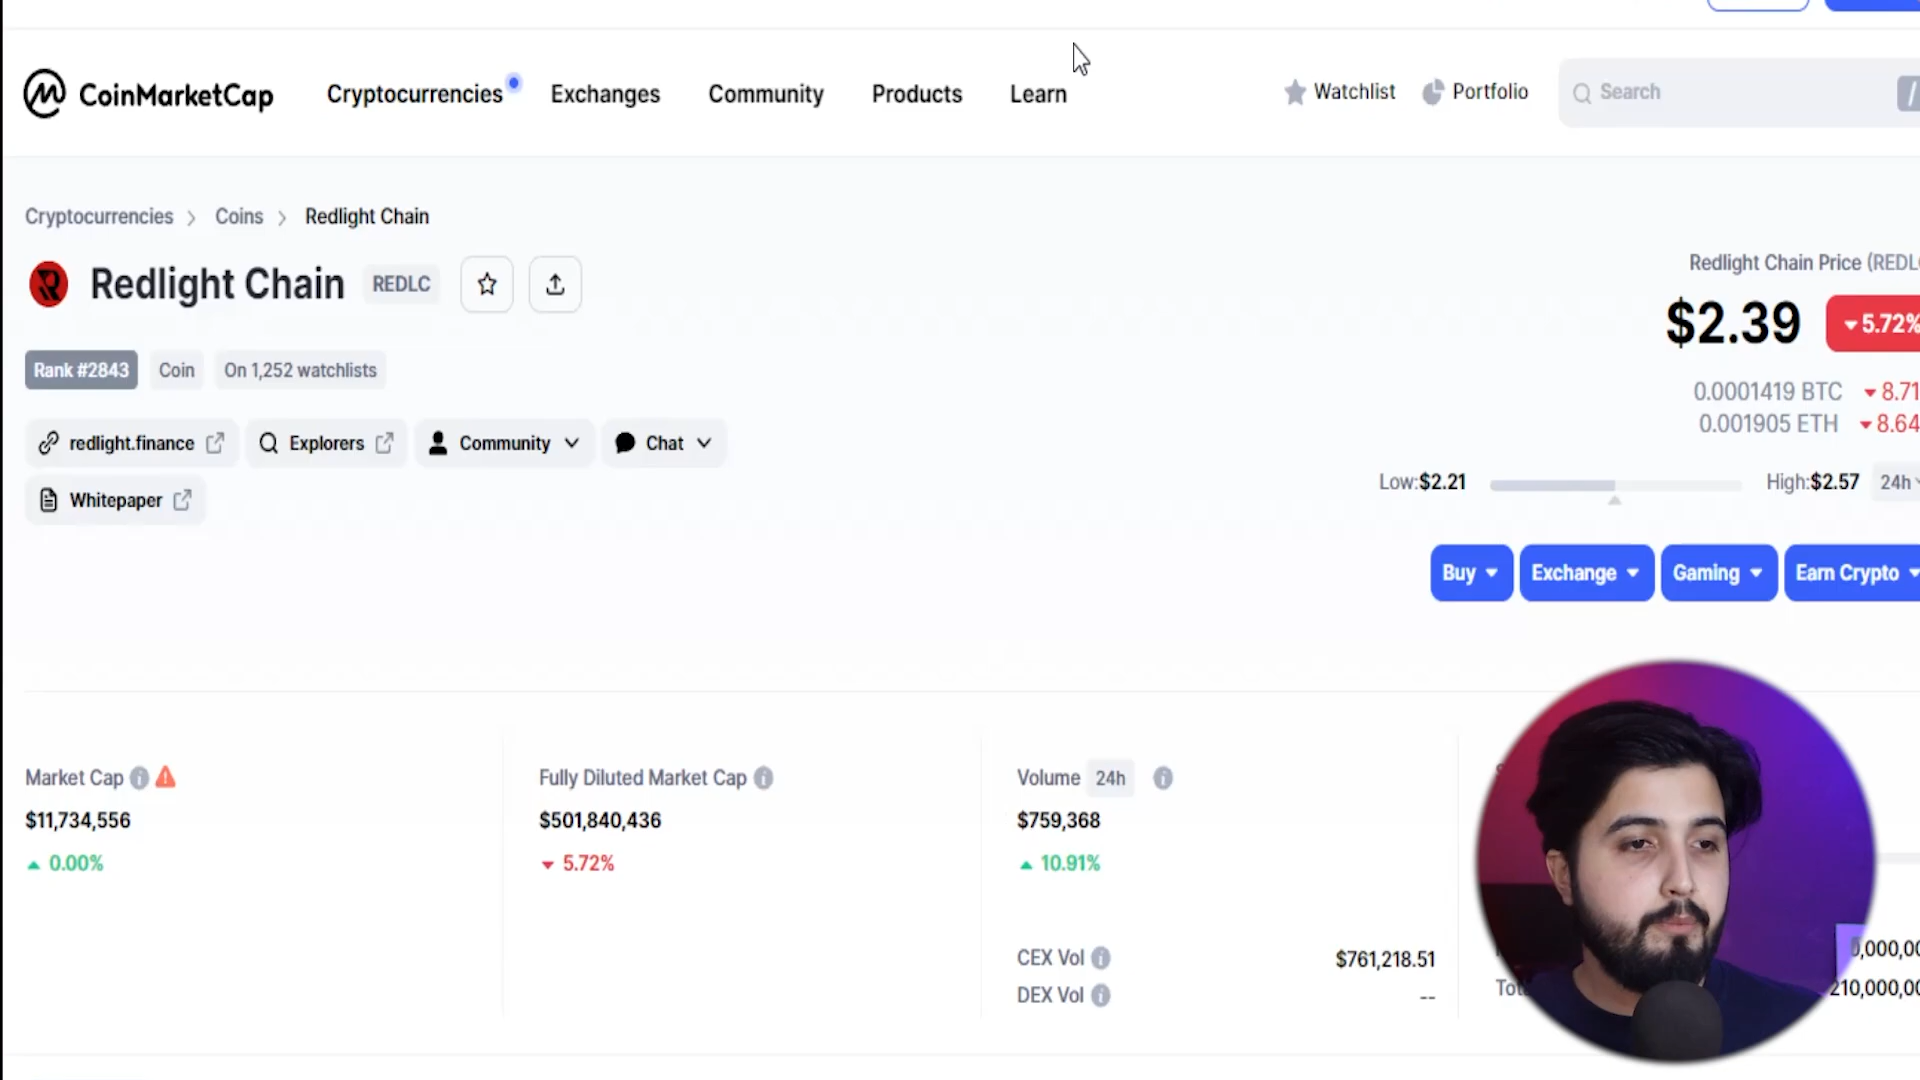 CoinMarketCap Cryptocurrencies Exchanges Community Products Learn Watchlist Portfolio Search /
Cryptocurrencies > Coins > Redlight Chain
Redlight Chain REDLC
Rank #2843 Coin On 1,252 watchlists
redlight.finance Explorers Community Chat
Whitepaper
Redlight Chain Price (REDLC
$2.39 5.72%
0.0001419 BTC 8.71
0.001905 ETH 8.64
Low:$2.21 High:$2.57 24h
Buy Exchange Gaming Earn Crypto
Market Cap
$11,734,556
0.00%
Fully Diluted Market Cap
$501,840,436
5.72%
Volume 24h
$759,368
10.91%
CEX Vol $761,218.51
DEX Vol --
210,000,00